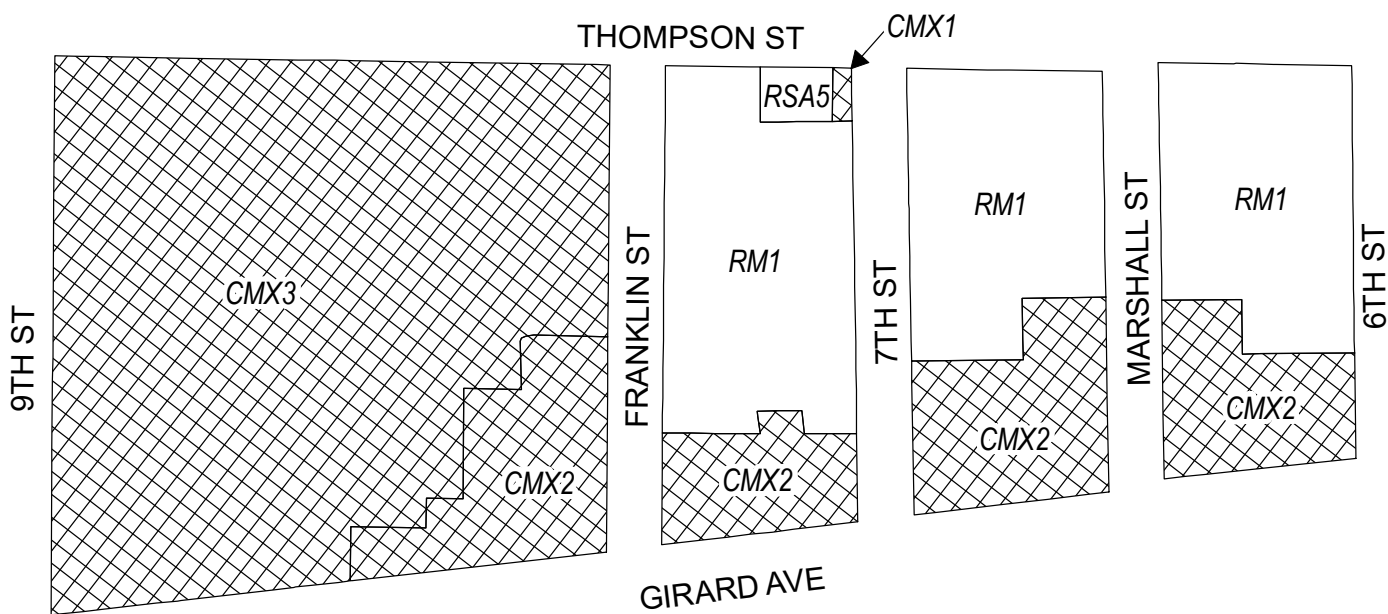 THOMPSON ST
CMX1
RSA5
RM1
RM1
RM1
CMX3
9TH ST
FRANKLIN ST
7TH ST
MARSHALL ST
6TH ST
CMX2
CMX2
CMX2
CMX2
GIRARD AVE